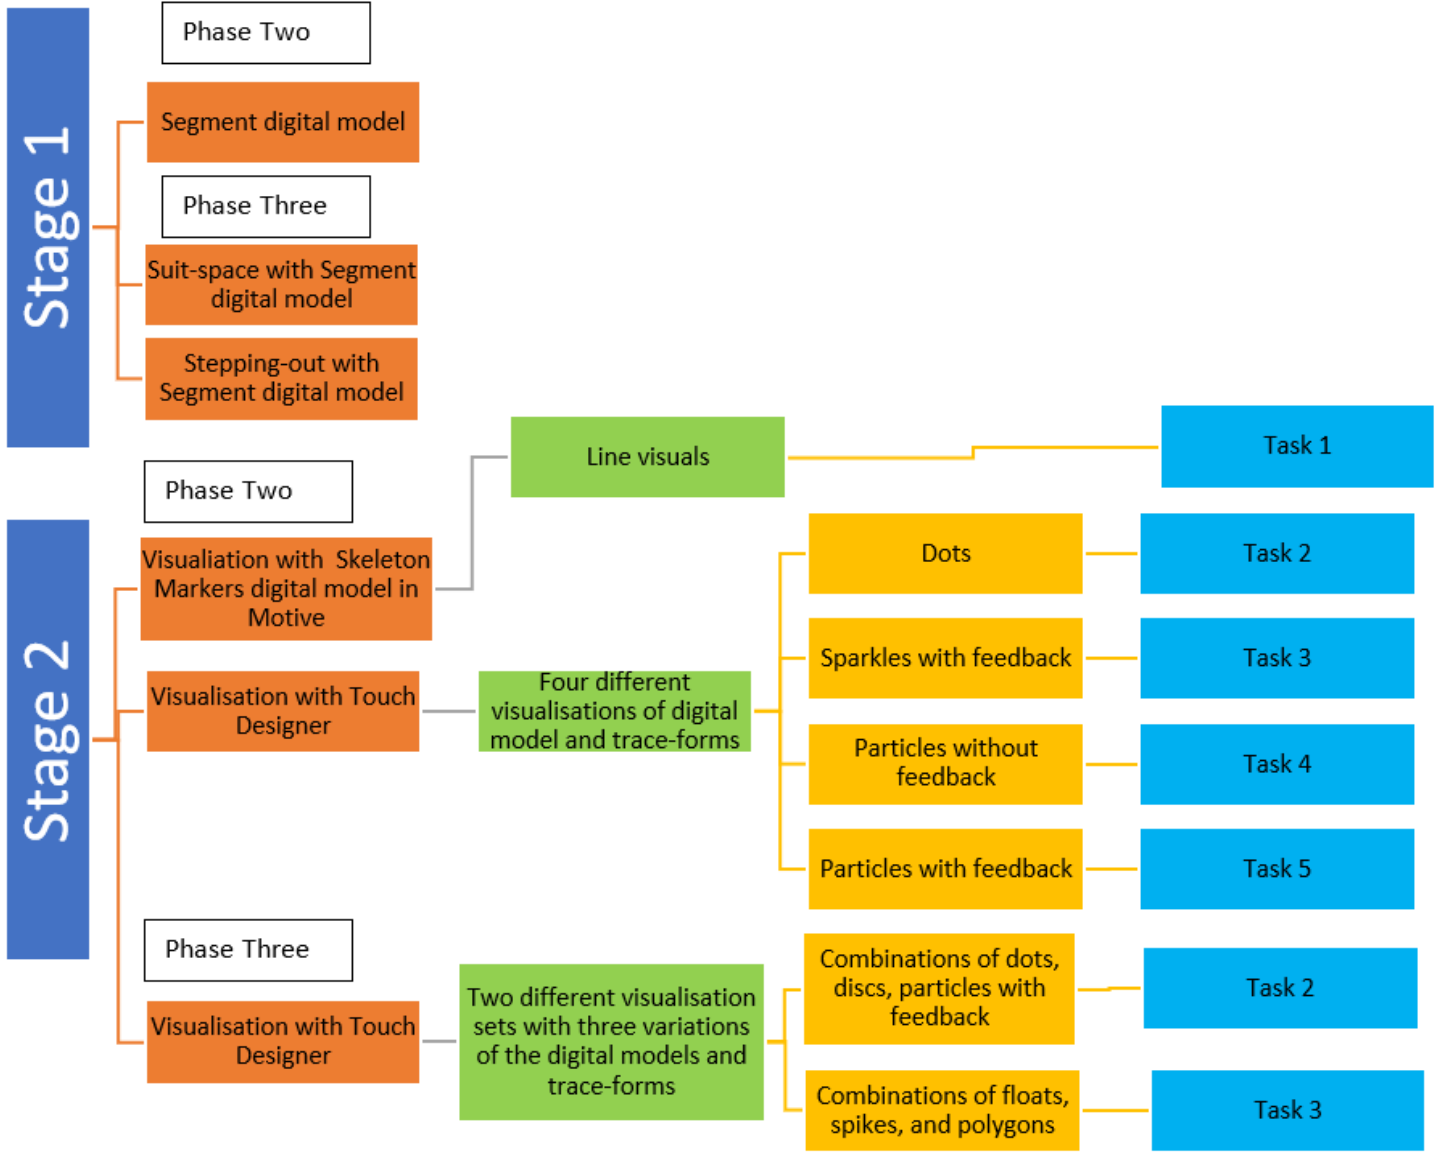 Stage 1
Phase Two
Segment digital model
Phase Three
Suit-space with Segment
digital model
Stepping-out with
Segment digital model
Stage 2
Phase Two
Visualiation with Skeleton
Markers digital model in
Motive
Line visuals
Task 1
Visualisation with Touch
Designer
Four different
visualisations of digital
model and trace-forms
Dots
Task 2
Sparkles with feedback
Task 3
Particles without
feedback
Task 4
Particles with feedback
Task 5
Phase Three
Visualisation with Touch
Designer
Two different visualisation
sets with three variations
of the digital models and
trace-forms
Combinations of dots,
discs, particles with
feedback
Task 2
Combinations of floats,
spikes, and polygons
Task 3